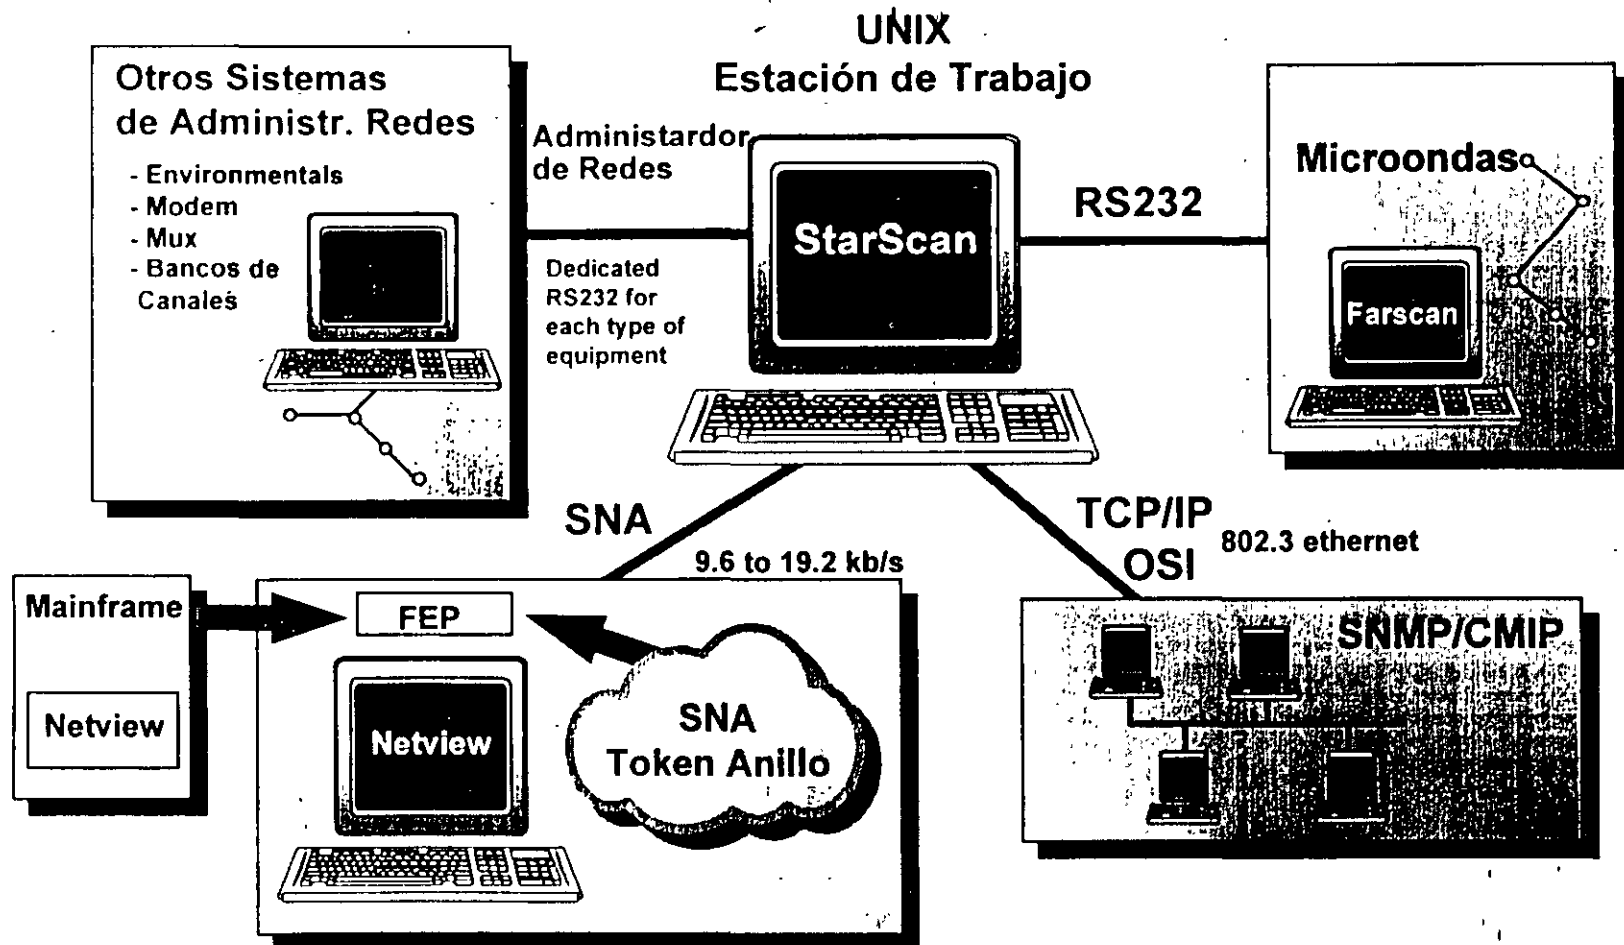 UNIX
Estación de Trabajo
Otros Sistemas
de Administr. Redes
- Environmentals
- Modem
- Mux
- Bancos de
Canales
Administardor
de Redes
Dedicated
RS232 for
each type of
equipment
StarScan
RS232
Microondas
Farscan
SNA
9.6 to 19.2 kb/s
TCP/IP
OSI
802.3 ethernet
Mainframe
Netview
FEP
Netview
SNA
Token Anillo
SNMP/CMIP